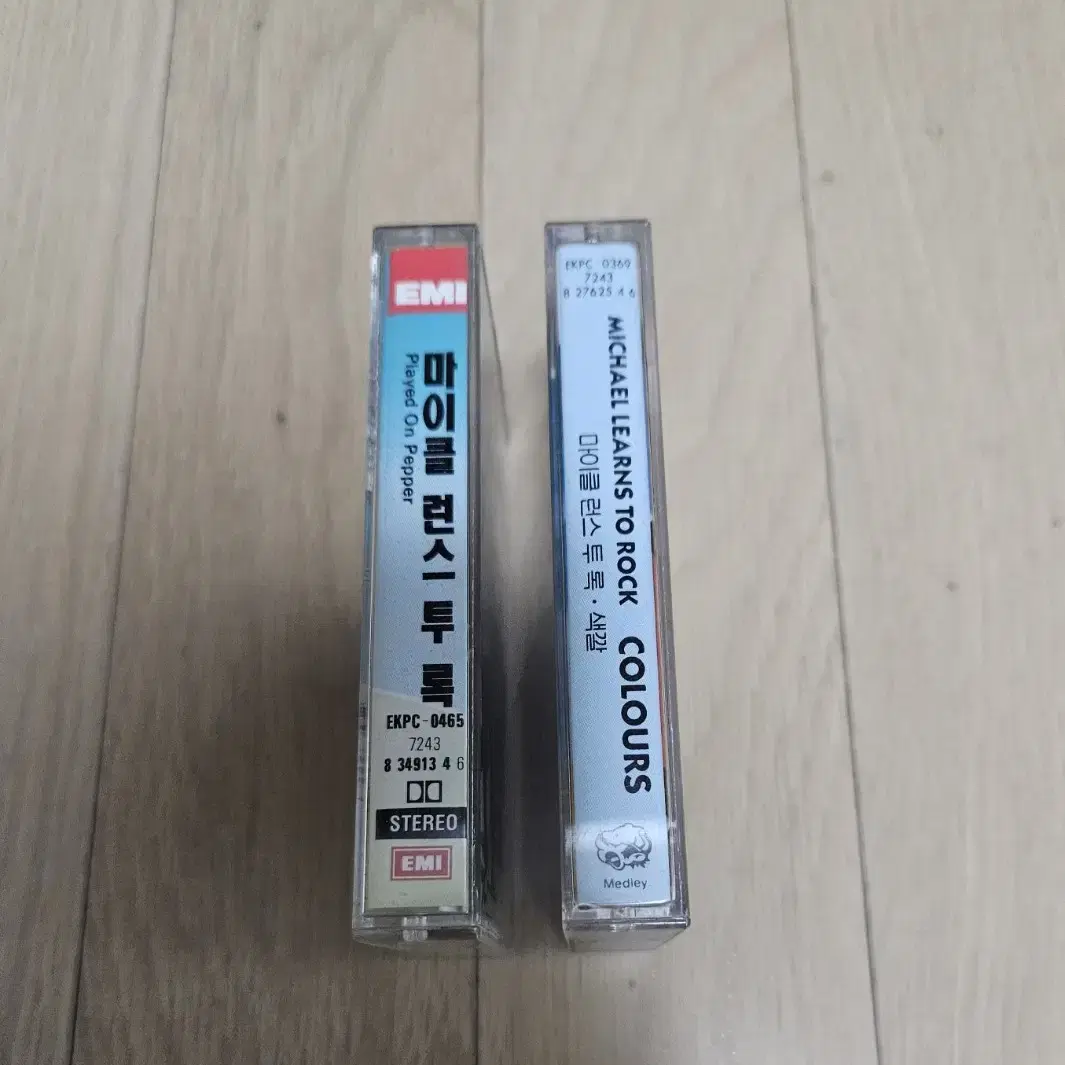 EMI
마이클 런스 투 록
Played On Pepper
EKPC-0465
7243
8 34913 4 6
STEREO
EMI
EKPC 0369
7243
8 27625 4 6
MICHAEL LEARNS TO ROCK COLOURS
마이클 런스 투 록 · 색깔
Medley